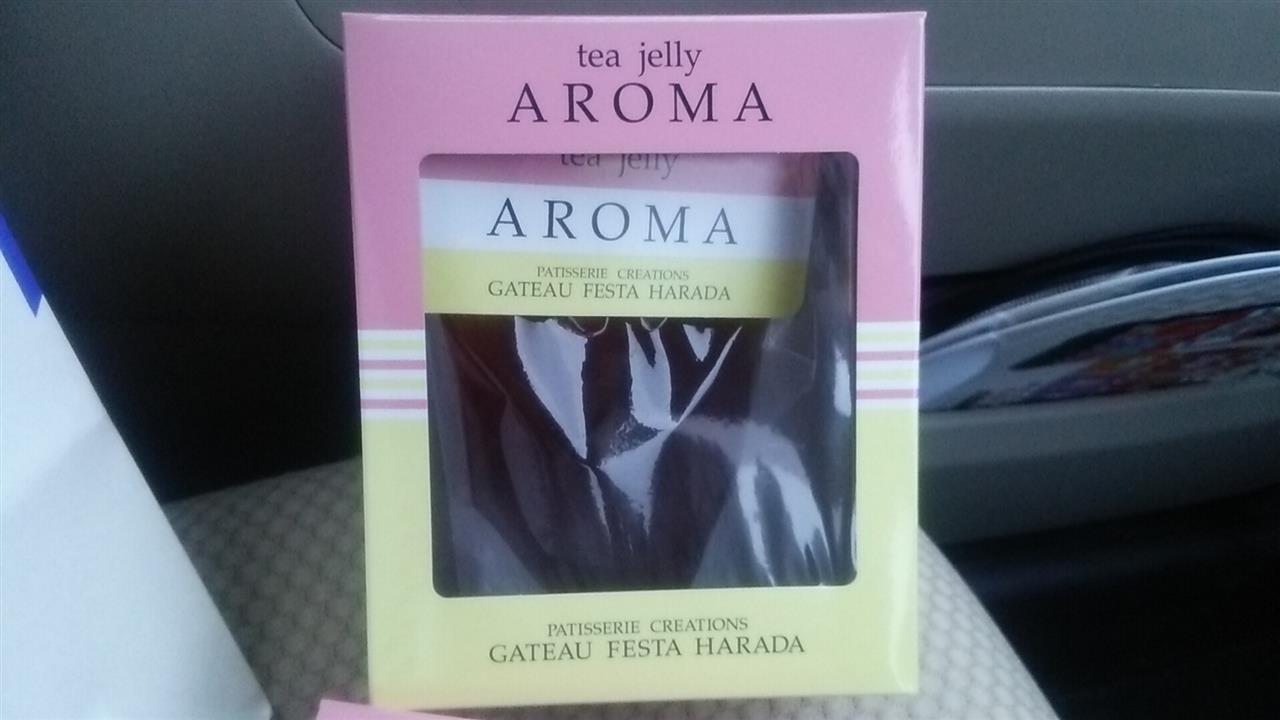 tea jelly
AROMA
tea jelly
AROMA
PATISSERIE CREATIONS
GATEAU FESTA HARADA
PATISSERIE CREATIONS
GATEAU FESTA HARADA